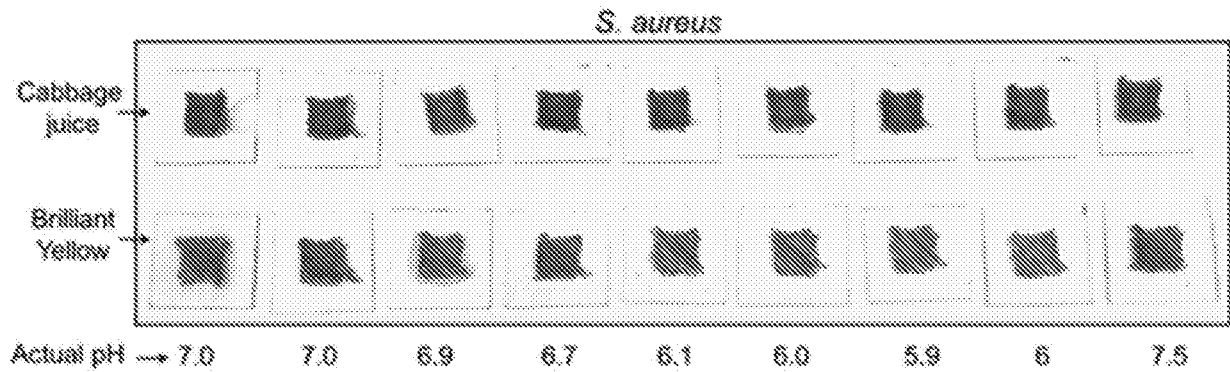 S. aureus
Cabbage
juice
Brilliant
Yellow
Actual pH → 7.0 7.0 6.9 6.7 6.1 6.0 5.9 6 7.5